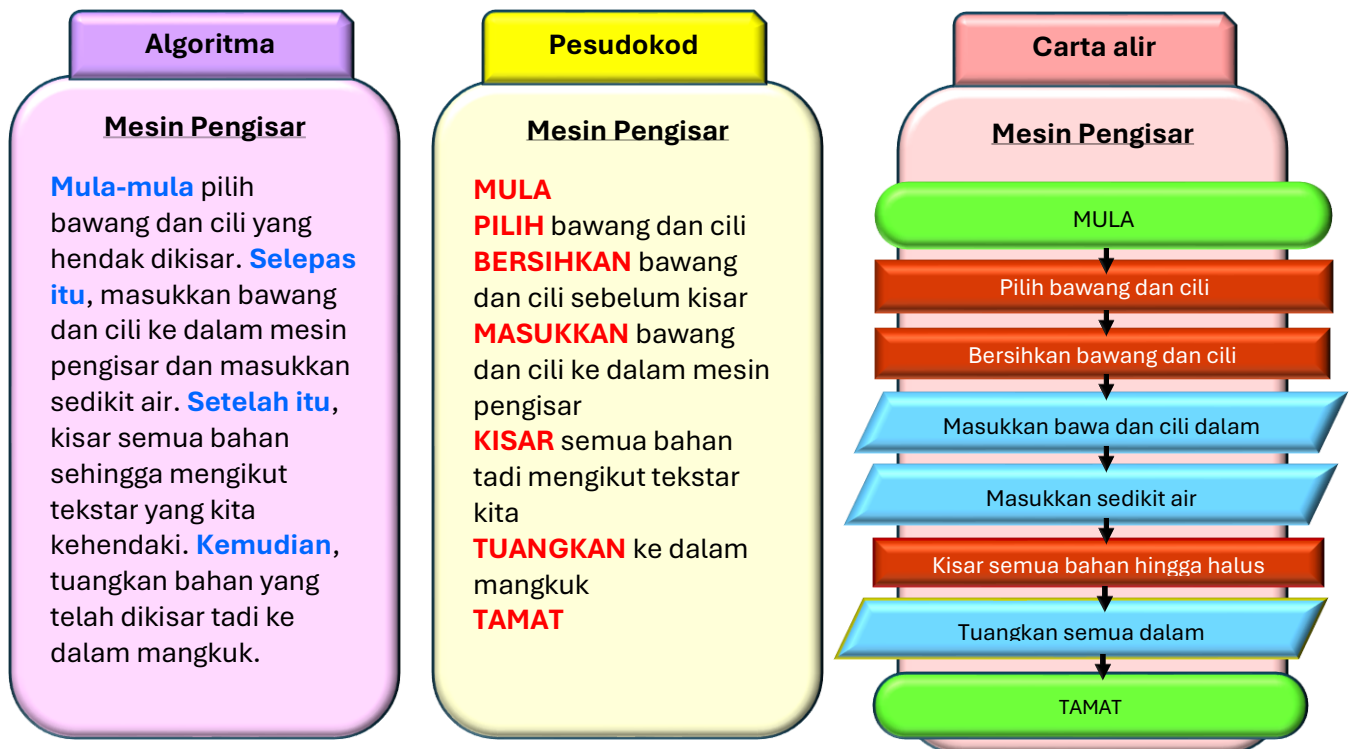 Algoritma
Mesin Pengisar
Mula-mula pilih
bawang dan cili yang
hendak dikisar. Selepas
itu, masukkan bawang
dan cili ke dalam mesin
pengisar dan masukkan
sedikit air. Setelah itu,
kisar semua bahan
sehingga mengikut
tekstar yang kita
kehendaki. Kemudian,
tuangkan bahan yang
telah dikisar tadi ke
dalam mangkuk.
Pesudokod
Mesin Pengisar
MULA
PILIH bawang dan cili
BERSIHKAN bawang
dan cili sebelum kisar
MASUKKAN bawang
dan cili ke dalam mesin
pengisar
KISAR semua bahan
tadi mengikut tekstar
kita
TUANGKAN ke dalam
mangkuk
TAMAT
Carta alir
Mesin Pengisar
MULA
Pilih bawang dan cili
Bersihkan bawang dan cili
Masukkan bawa dan cili dalam
Masukkan sedikit air
Kisar semua bahan hingga halus
Tuangkan semua dalam
TAMAT